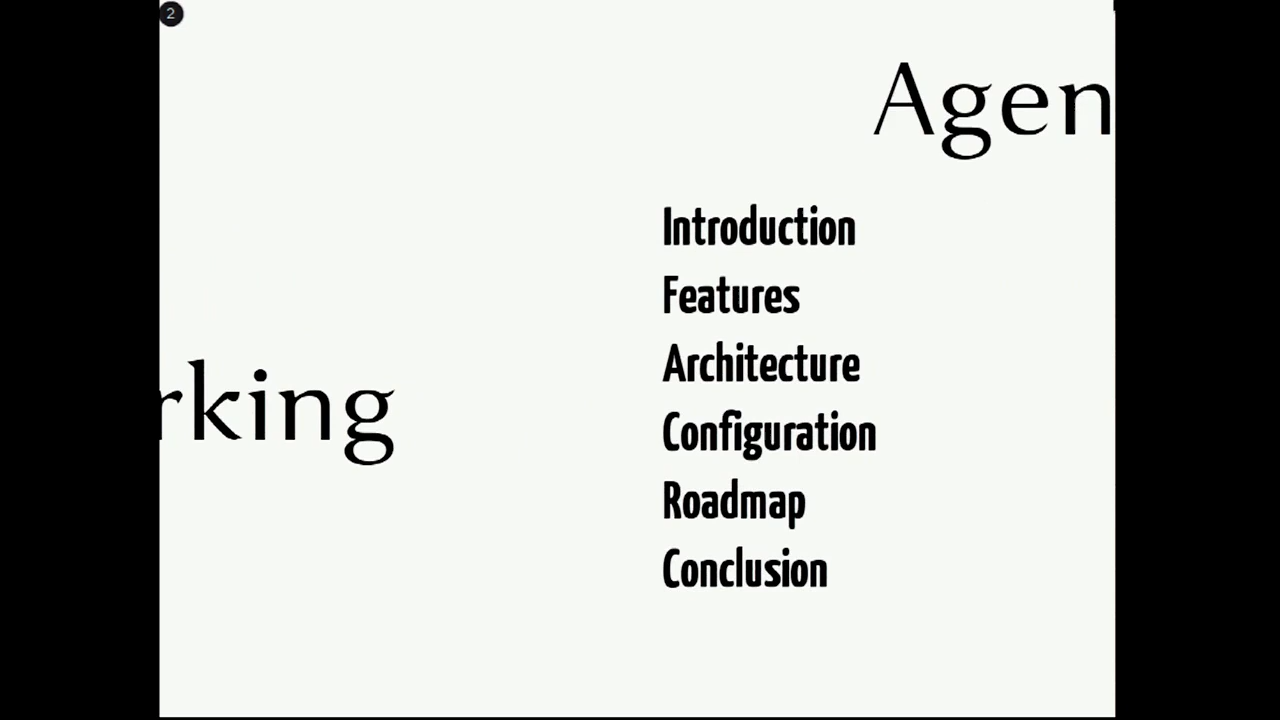 2
Agen
Introduction
Features
Architecture
rking
Configuration
Roadmap
Conclusion